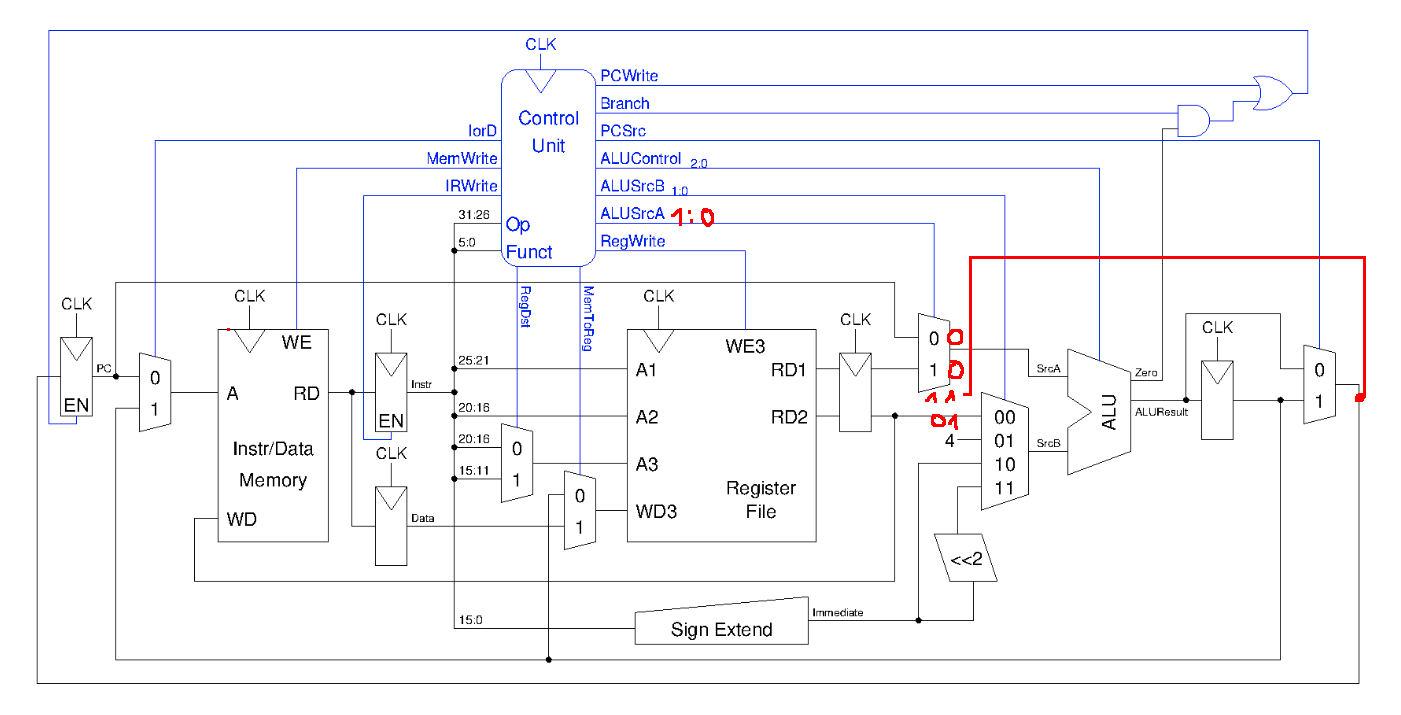 CLK
PCWrite
Branch
Control
Unit
PCSrc
IorD
MemWrite
ALUControl 2:0
IRWrite
ALUSrcB 1:0
31:26
Op
ALUSrcA 1:0
5:0
Funct
RegWrite
RegDst
MemToReg
CLK
CLK
CLK
CLK
CLK
CLK
WE
WE3
PC
EN
0
1
A
RD
Instr/Data
Memory
WD
Instr
EN
CLK
Data
25:21
20:16
20:16
15:11
0
1
0
1
A1
A2
A3
WD3
RD1
RD2
Register
File
0 0
1 0
11
01
00
4
01
10
11
<<2
SrcA
SrcB
ALU
Zero
ALUResult
0
1
15:0
Sign Extend
Immediate